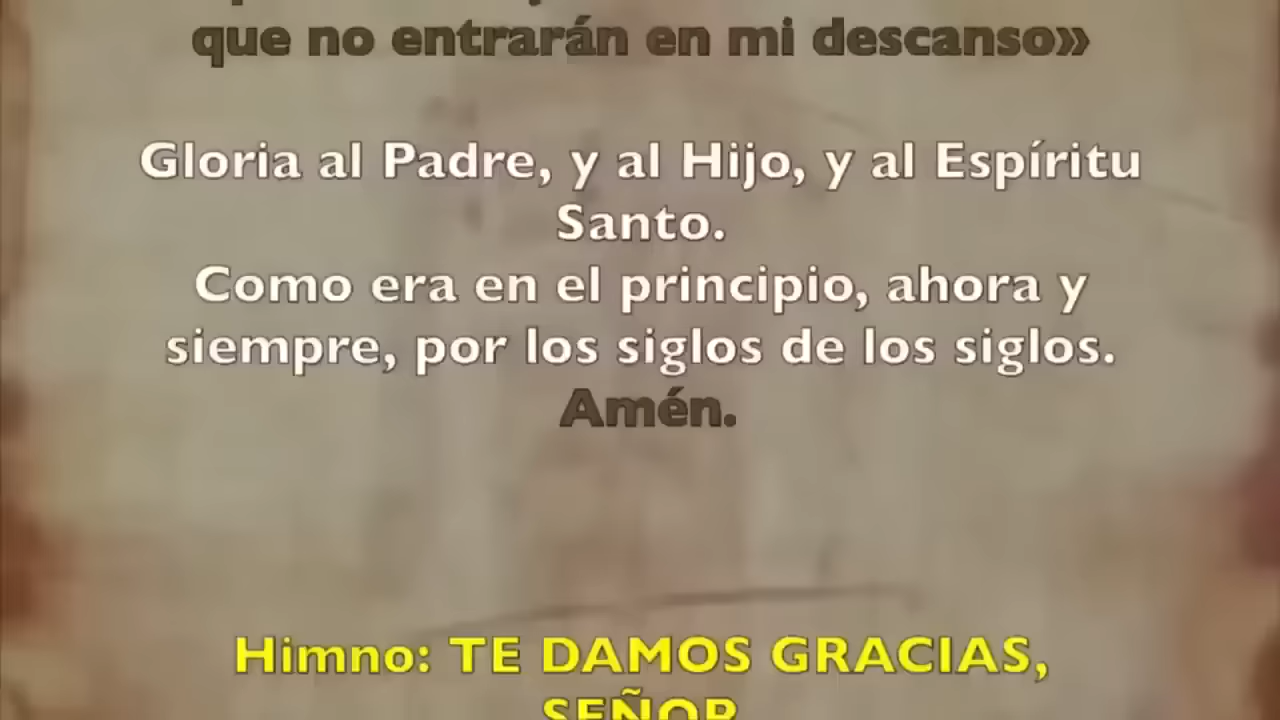 que no entrarán en mi descanso»
Gloria al Padre, y al Hijo, y al Espíritu
Santo.
Como era en el principio, ahora y
siempre, por los siglos de los siglos.
Amén.
Himno: TE DAMOS GRACIAS,
SEÑOR